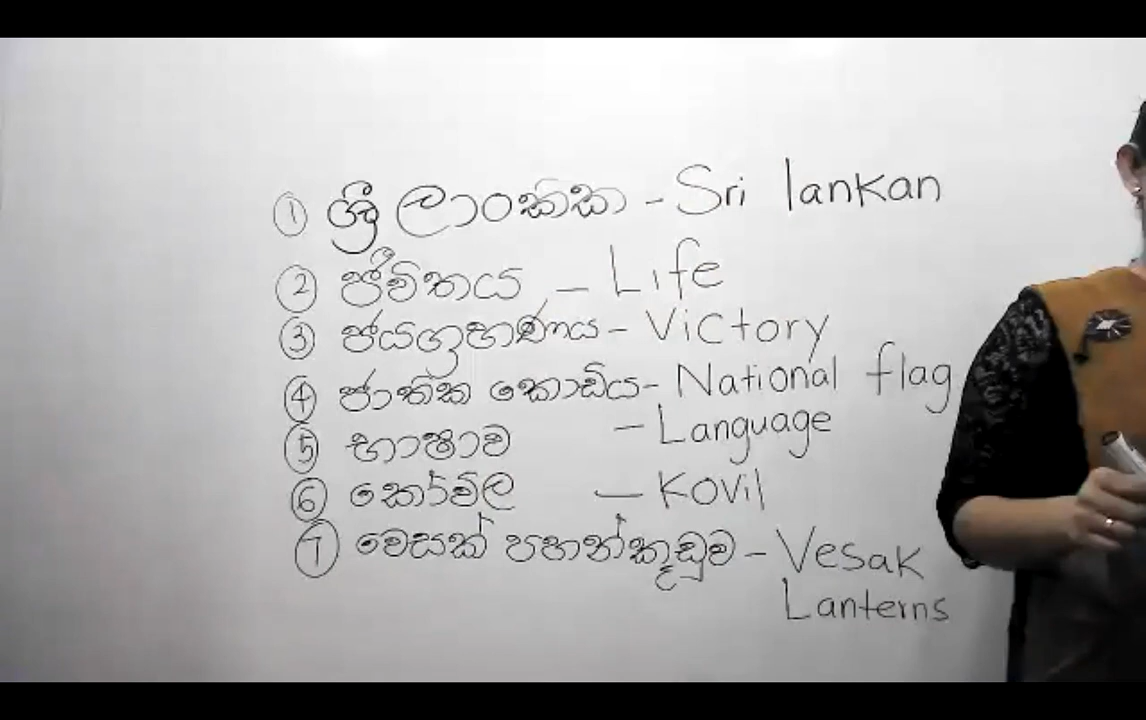 ① ශ්‍රී ලාංකික - Sri lankan
② ජීවිතය - Life
③ ජයග්‍රහණය - Victory
④ ජාතික කොඩිය - National flag
⑤ භාෂාව - Language
⑥ කෝවිල - Kovil
⑦ වෙසක් පහන්කූඩුව - Vesak
Lanterns